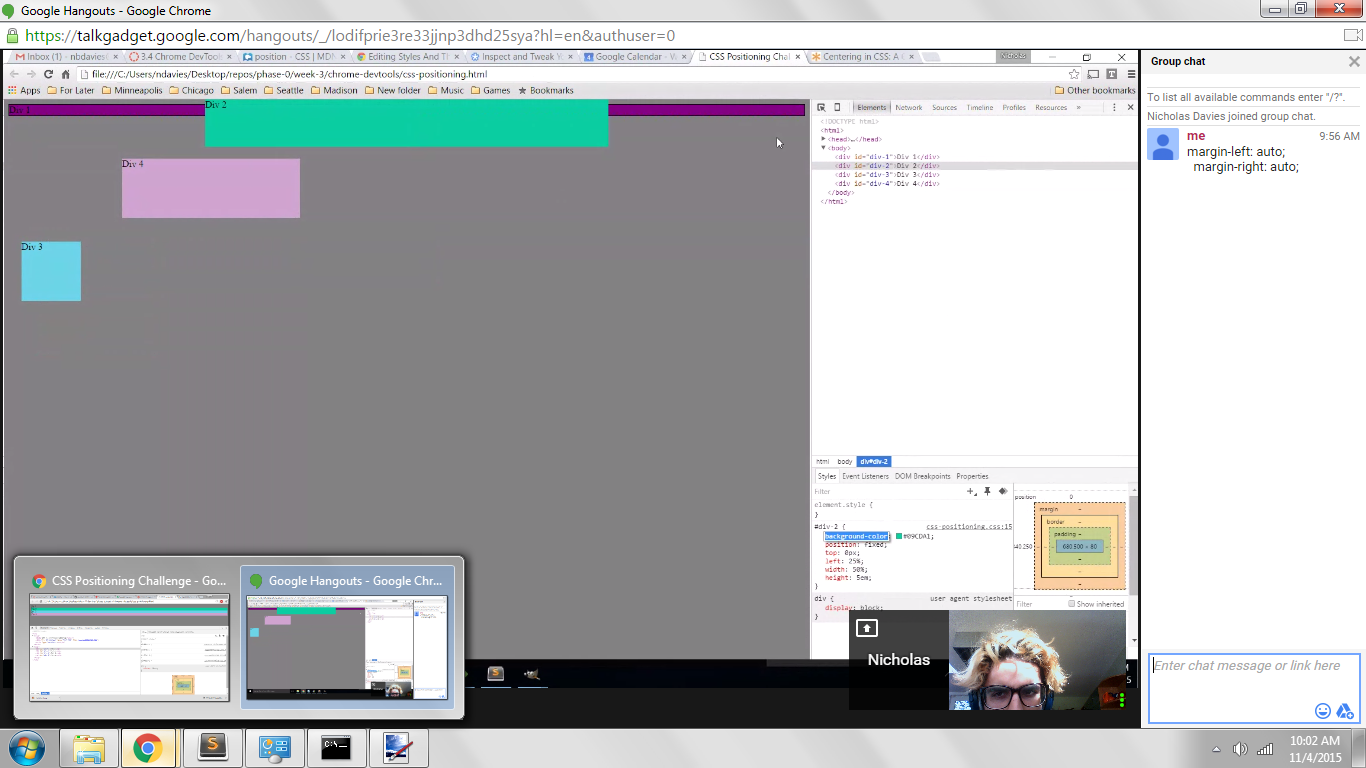 Google Hangouts - Google Chrome
https://talkgadget.google.com/hangouts/_/lodifprie3re33jjnp3dhd25sya?hl=en&authuser=0
Inbox (1) - nbdavies
3.4 Chrome DevTool
position - CSS | MDN
Editing Styles And Th
Inspect and Tweak Y
Google Calendar - V
CSS Positioning Chal
Centering in CSS: A C
Nicholas
file:///C:/Users/ndavies/Desktop/repos/phase-0/week-3/chrome-devtools/css-positioning.html
Apps For Later Minneapolis Chicago Salem Seattle Madison New folder Music Games Bookmarks Other bookmarks
Div 1
Div 2
Div 4
Div 3
Elements Network Sources Timeline Profiles Resources »
<!DOCTYPE html>
<html>
<head>…</head>
<body>
<div id="div-1">Div 1</div>
<div id="div-2">Div 2</div>
<div id="div-3">Div 3</div>
<div id="div-4">Div 4</div>
</body>
</html>
html body div#div-2
Styles Event Listeners DOM Breakpoints Properties
Filter
element.style {
}
#div-2 { css-positioning.css:15
background-color: #09CDA1;
position: fixed;
top: 0px;
left: 25%;
width: 50%;
height: 5em;
}
div { user agent stylesheet
display: block;
}
position 0
margin -
border -
padding -
680.500 × 80
Filter Show inherited
Group chat
To list all available commands enter "/?".
Nicholas Davies joined group chat.
me 9:56 AM
margin-left: auto;
margin-right: auto;
Enter chat message or link here
Nicholas
CSS Positioning Challenge - Go...
Google Hangouts - Google Chr...
10:02 AM
11/4/2015